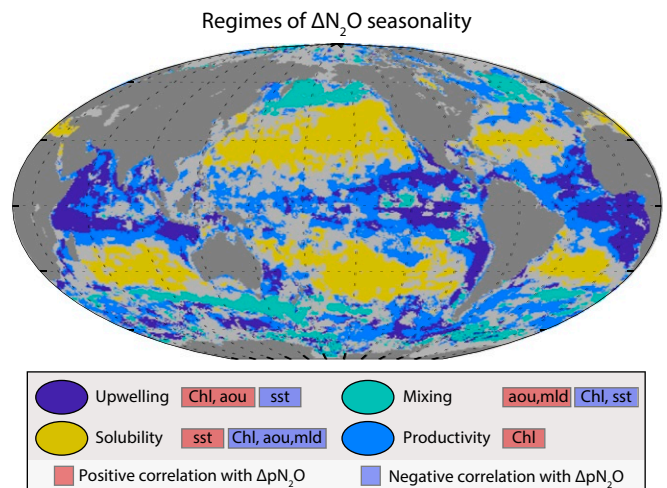 Regimes of ΔN₂O seasonality
Upwelling Chl, aou sst Mixing aou,mld Chl, sst
Solubility sst Chl, aou,mld Productivity Chl
Positive correlation with ΔpN₂O Negative correlation with ΔpN₂O